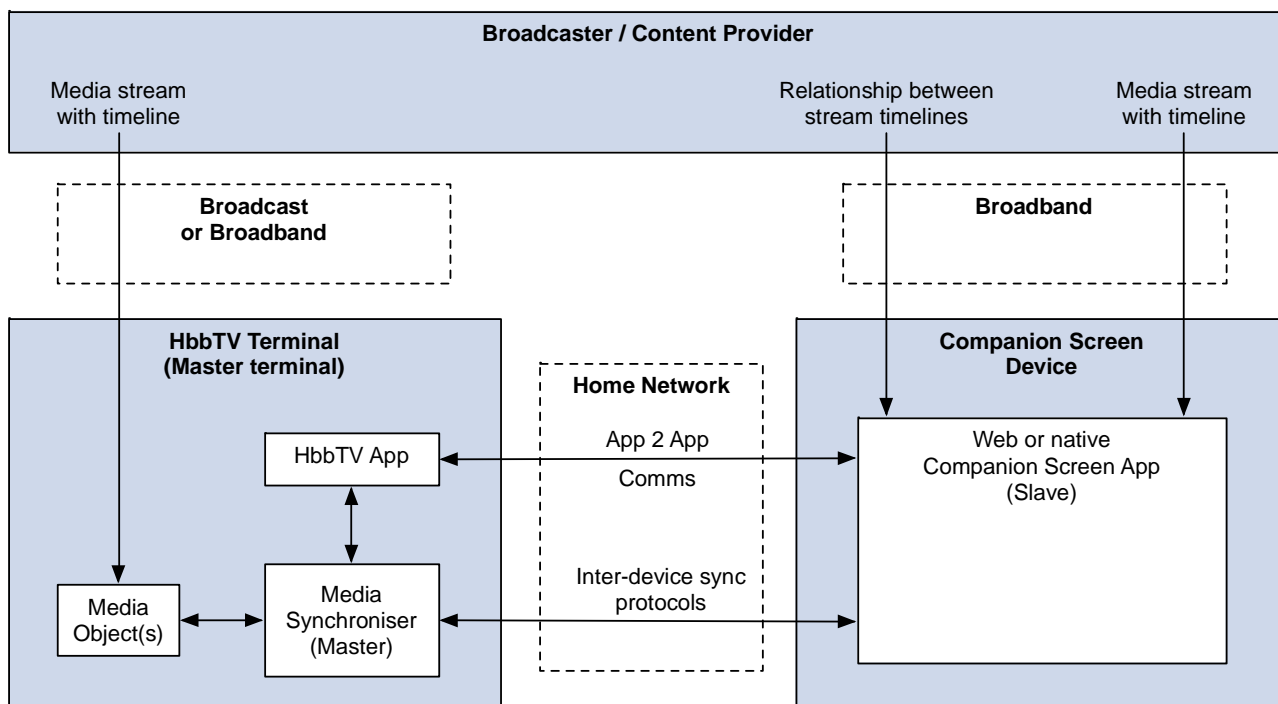 Broadcaster / Content Provider
Media stream
with timeline
Relationship between
stream timelines
Media stream
with timeline
Broadcast
or Broadband
Broadband
HbbTV Terminal
(Master terminal)
Home Network
Companion Screen
Device
HbbTV App
App 2 App
Comms
Web or native
Companion Screen App
(Slave)
Media
Object(s)
Media
Synchroniser
(Master)
Inter-device sync
protocols